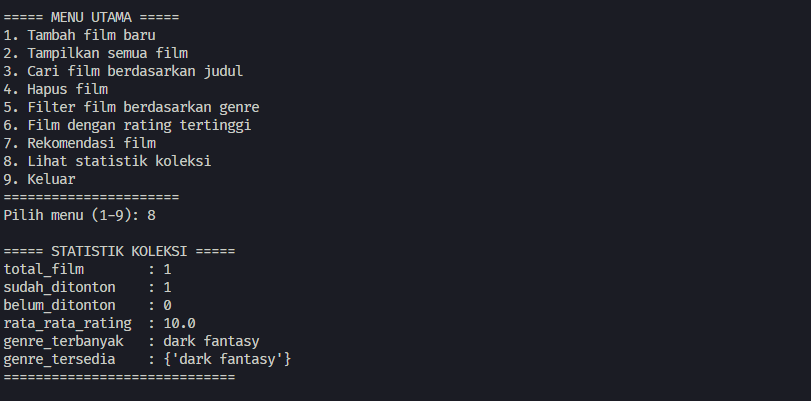 ===== MENU UTAMA =====
1. Tambah film baru
2. Tampilkan semua film
3. Cari film berdasarkan judul
4. Hapus film
5. Filter film berdasarkan genre
6. Film dengan rating tertinggi
7. Rekomendasi film
8. Lihat statistik koleksi
9. Keluar
======================
Pilih menu (1-9): 8
===== STATISTIK KOLEKSI =====
total_film        : 1
sudah_ditonton    : 1
belum_ditonton    : 0
rata_rata_rating  : 10.0
genre_terbanyak   : dark fantasy
genre_tersedia    : {'dark fantasy'}
=============================